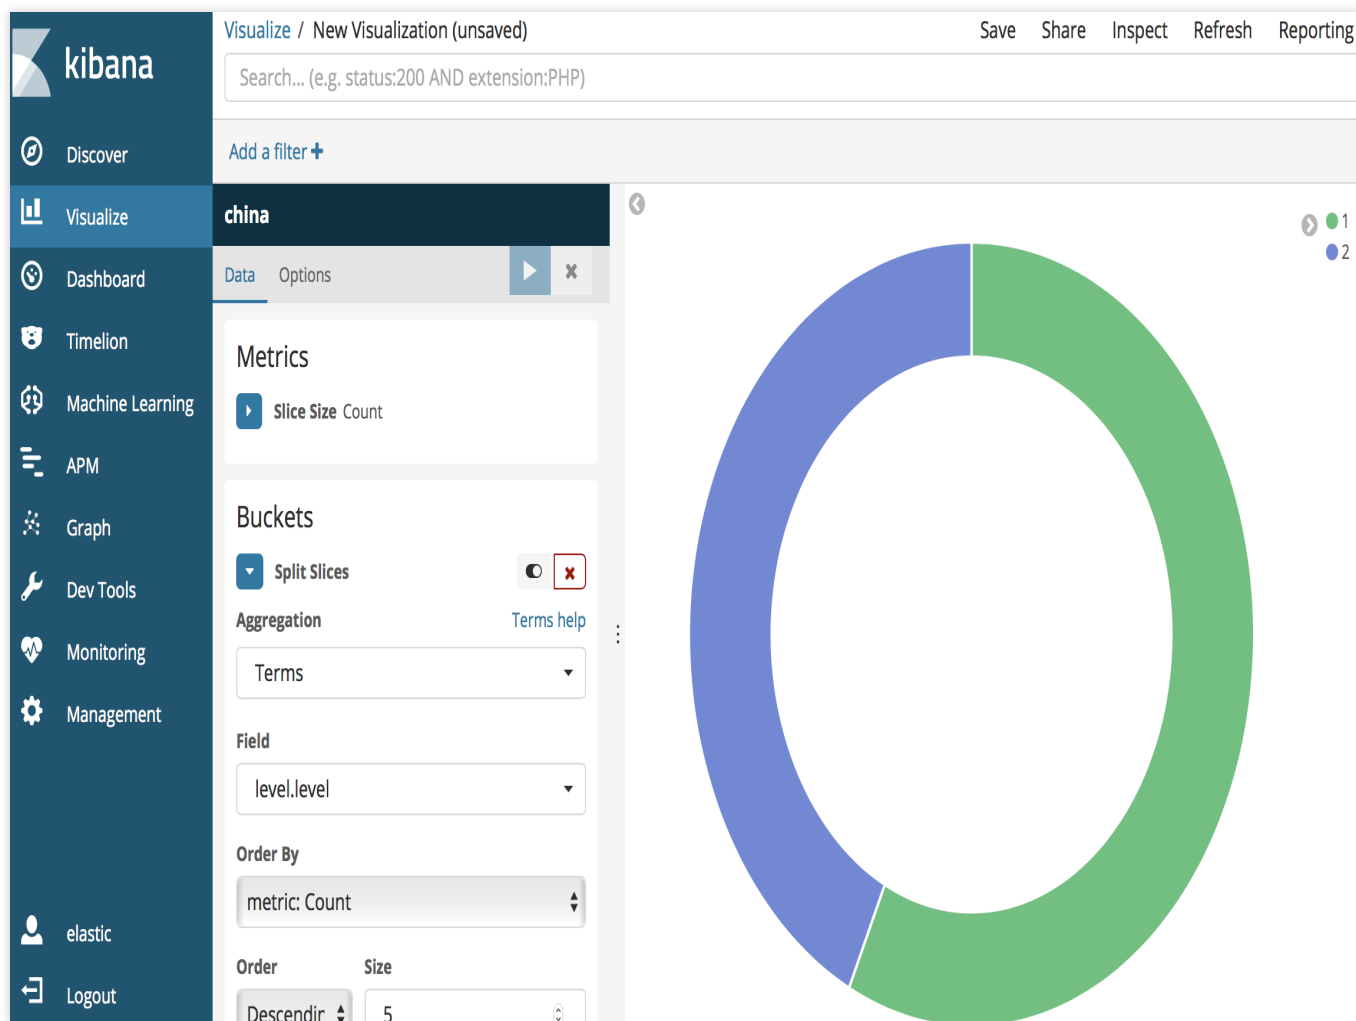 kibana
Discover
Visualize
Dashboard
Timelion
Machine Learning
APM
Graph
Dev Tools
Monitoring
Management
elastic
Logout
Visualize / New Visualization (unsaved)
Save Share Inspect Refresh Reporting
Search... (e.g. status:200 AND extension:PHP)
Add a filter
china
Data Options
Metrics
Slice Size Count
Buckets
Split Slices
Aggregation Terms help
Terms
Field
level.level
Order By
metric: Count
Order Size
Descendir 5
1
2